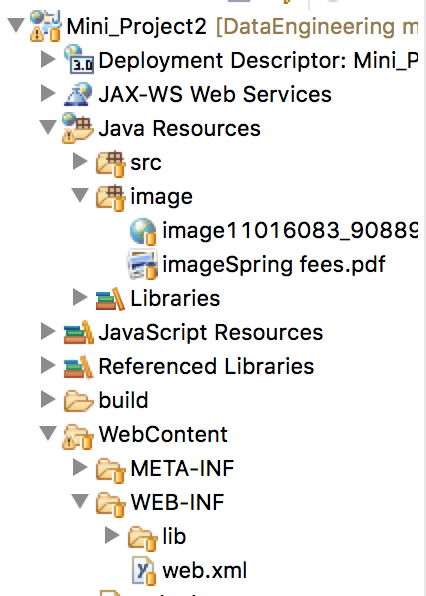 Mini_Project2 [DataEngineering m
Deployment Descriptor: Mini_P
JAX-WS Web Services
Java Resources
src
image
image11016083_90889
imageSpring fees.pdf
Libraries
JavaScript Resources
Referenced Libraries
build
WebContent
META-INF
WEB-INF
lib
web.xml